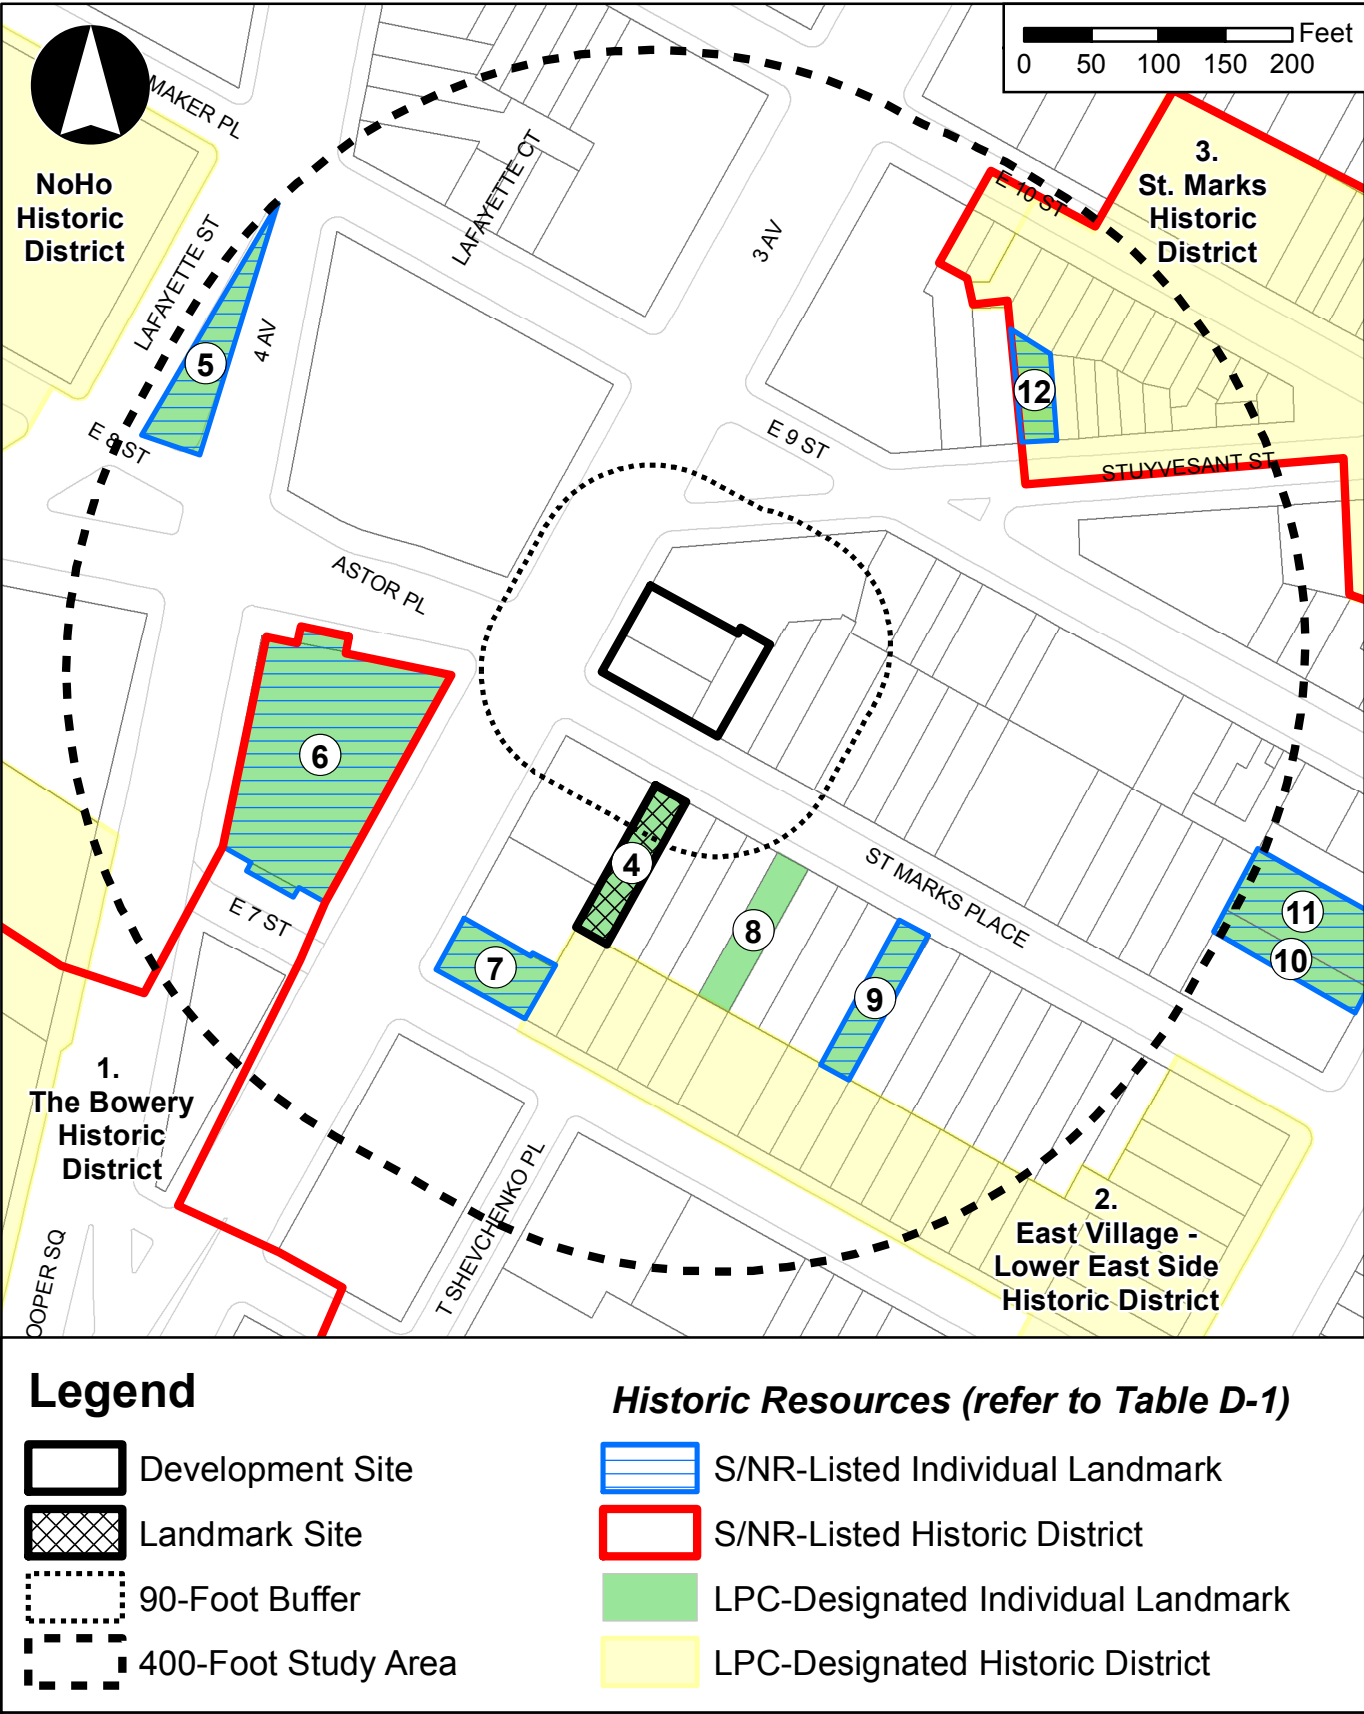 Feet
0 50 100 150 200
MAKER PL
NoHo
Historic
District
LAFAYETTE ST
4 AV
LAFAYETTE CT
3 AV
E 10 ST
3.
St. Marks
Historic
District
5
12
E 8 ST
E 9 ST
STUYVESANT ST
ASTOR PL
6
4
ST MARKS PLACE
8
11
E 7 ST
7
9
10
1.
The Bowery
Historic
District
T SHEVCHENKO PL
2.
East Village -
Lower East Side
Historic District
OOPER SQ
Legend
Development Site
Landmark Site
90-Foot Buffer
400-Foot Study Area
Historic Resources (refer to Table D-1)
S/NR-Listed Individual Landmark
S/NR-Listed Historic District
LPC-Designated Individual Landmark
LPC-Designated Historic District